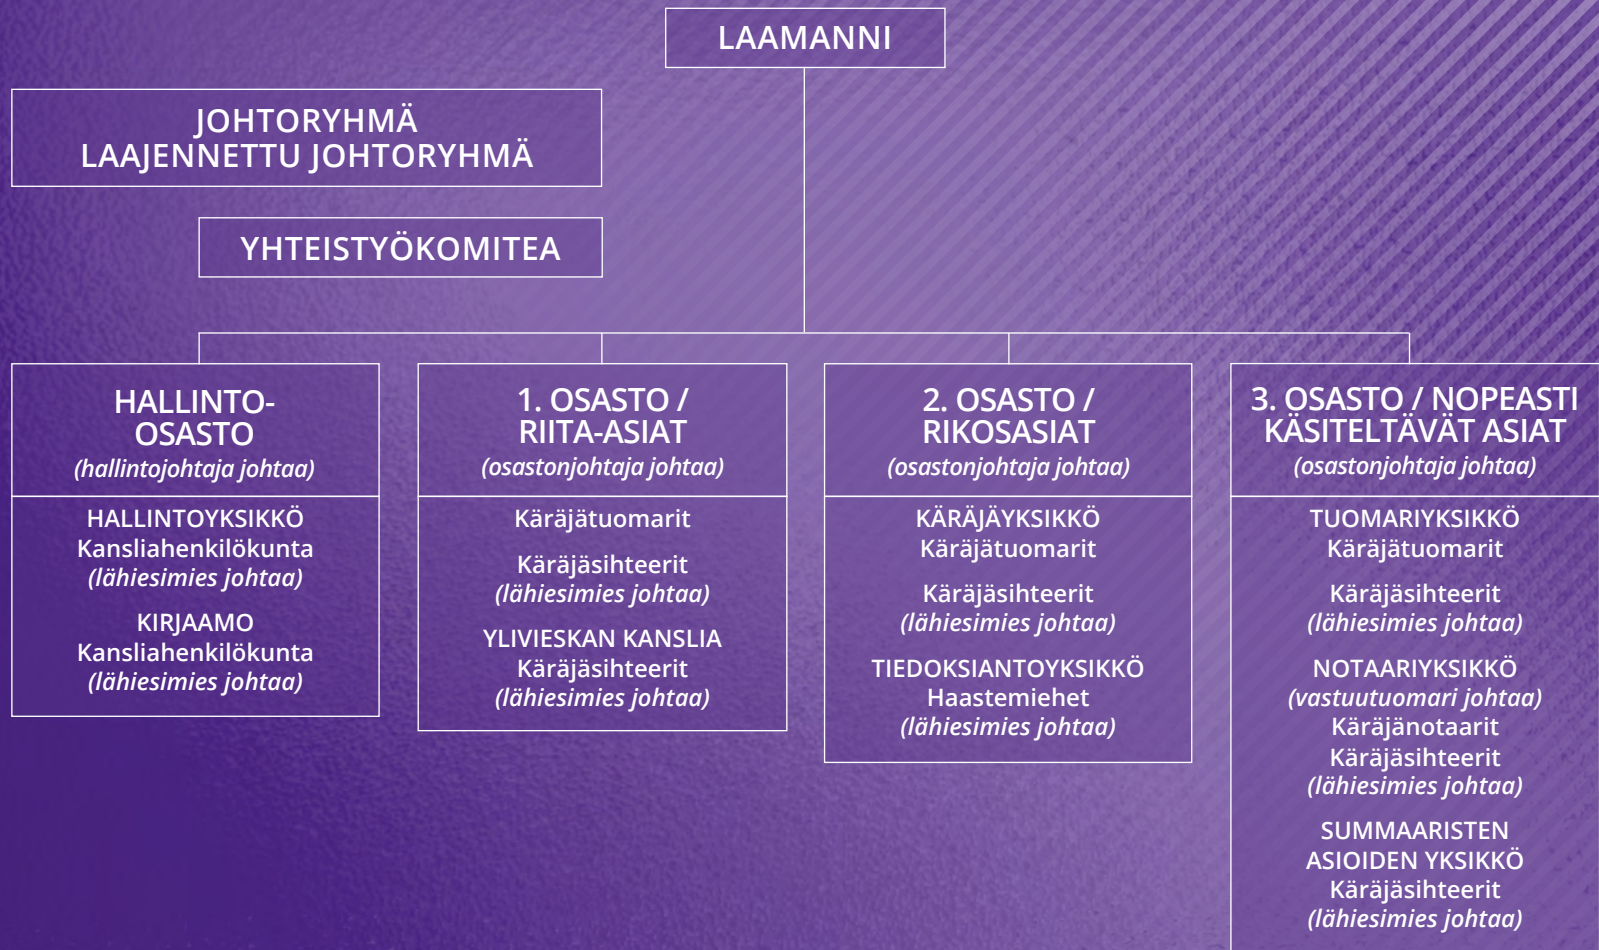 LAAMANNI
JOHTORYHMÄ
LAAJENNETTU JOHTORYHMÄ
YHTEISTYÖKOMITEA
HALLINTO-
OSASTO
(hallintojohtaja johtaa)
HALLINTOYKSIKKÖ
Kansliahenkilökunta
(lähiesimies johtaa)
KIRJAAMO
Kansliahenkilökunta
(lähiesimies johtaa)
1. OSASTO /
RIITA-ASIAT
(osastonjohtaja johtaa)
Käräjätuomarit
Käräjäsihteerit
(lähiesimies johtaa)
YLIVIESKAN KANSLIA
Käräjäsihteerit
(lähiesimies johtaa)
2. OSASTO /
RIKOSASIAT
(osastonjohtaja johtaa)
KÄRÄJÄYKSIKKÖ
Käräjätuomarit
Käräjäsihteerit
(lähiesimies johtaa)
TIEDOKSIANTOYKSIKKÖ
Haastemiehet
(lähiesimies johtaa)
3. OSASTO / NOPEASTI
KÄSITELTÄVÄT ASIAT
(osastonjohtaja johtaa)
TUOMARIYKSIKKÖ
Käräjätuomarit
Käräjäsihteerit
(lähiesimies johtaa)
NOTAARIYKSIKKÖ
(vastuutuomari johtaa)
Käräjänotaarit
Käräjäsihteerit
(lähiesimies johtaa)
SUMMAARISTEN
ASIOIDEN YKSIKKÖ
Käräjäsihteerit
(lähiesimies johtaa)